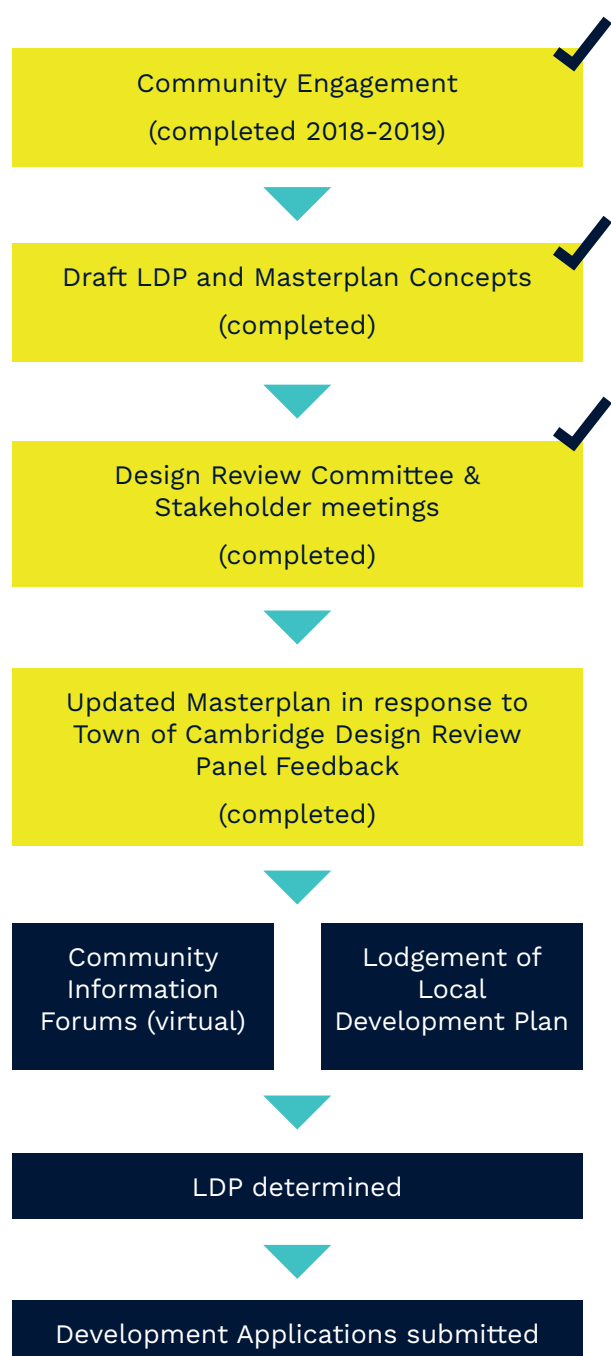 Community Engagement
(completed 2018-2019)
Draft LDP and Masterplan Concepts
(completed)
Design Review Committee &
Stakeholder meetings
(completed)
Updated Masterplan in response to
Town of Cambridge Design Review
Panel Feedback
(completed)
Community
Information
Forums (virtual)
Lodgement of
Local
Development Plan
LDP determined
Development Applications submitted